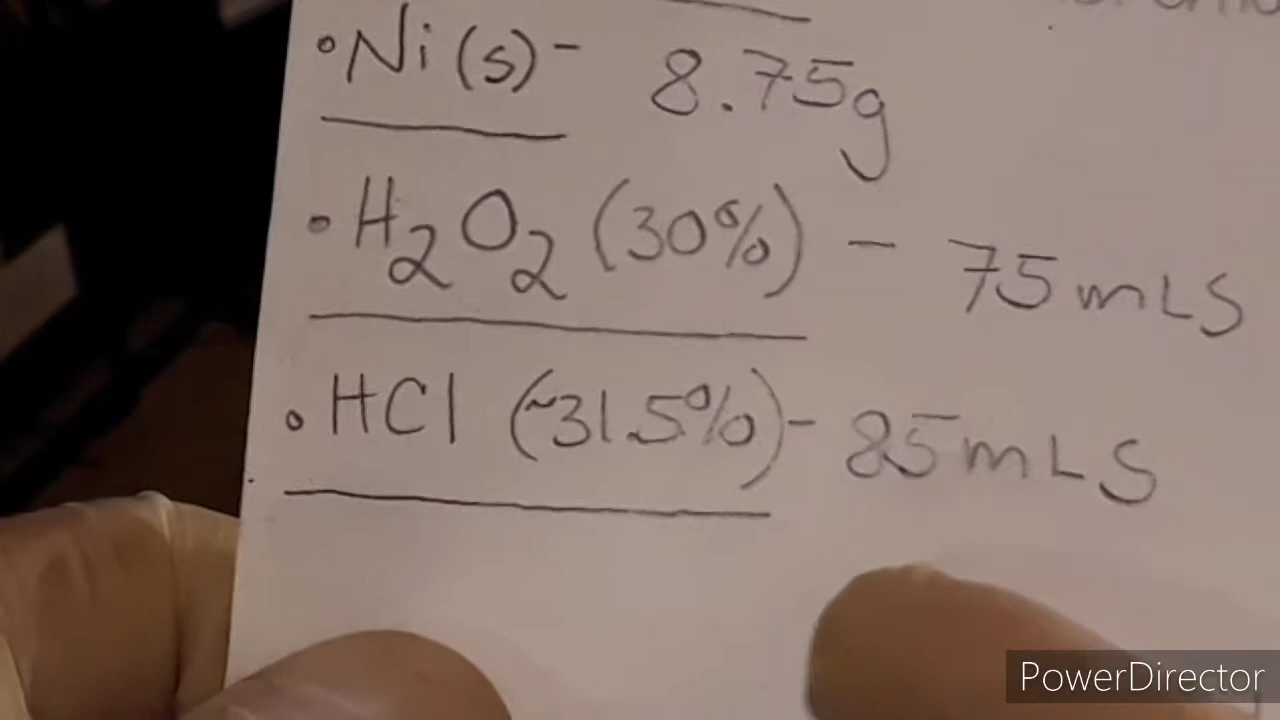 •Ni(s)- 8.75g
•H₂O₂ (30%) - 75mLS
•HCl (~31.5%)- 85mLS
PowerDirector